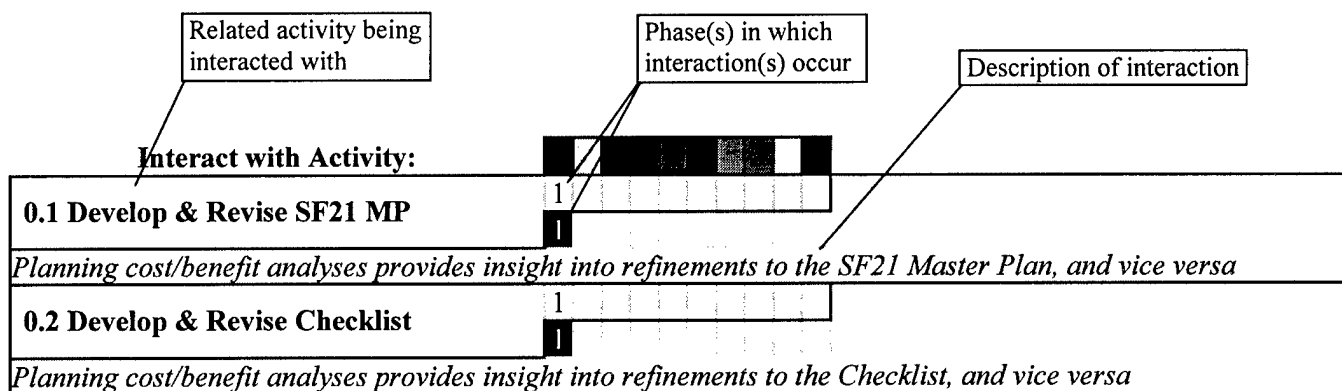 Related activity being
interacted with
Phase(s) in which
interaction(s) occur
Description of interaction
Interact with Activity:
0.1 Develop & Revise SF21 MP
1
1
Planning cost/benefit analyses provides insight into refinements to the SF21 Master Plan, and vice versa
0.2 Develop & Revise Checklist
1
1
Planning cost/benefit analyses provides insight into refinements to the Checklist, and vice versa